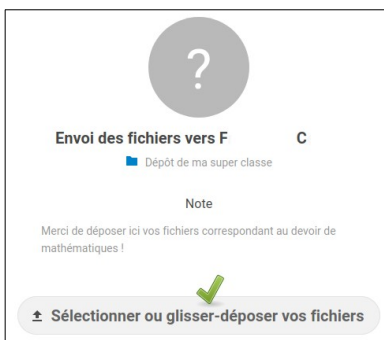 ?
Envoi des fichiers vers F C
Dépôt de ma super classe
Note
Merci de déposer ici vos fichiers correspondant au devoir de
mathématiques !
Sélectionner ou glisser-déposer vos fichiers